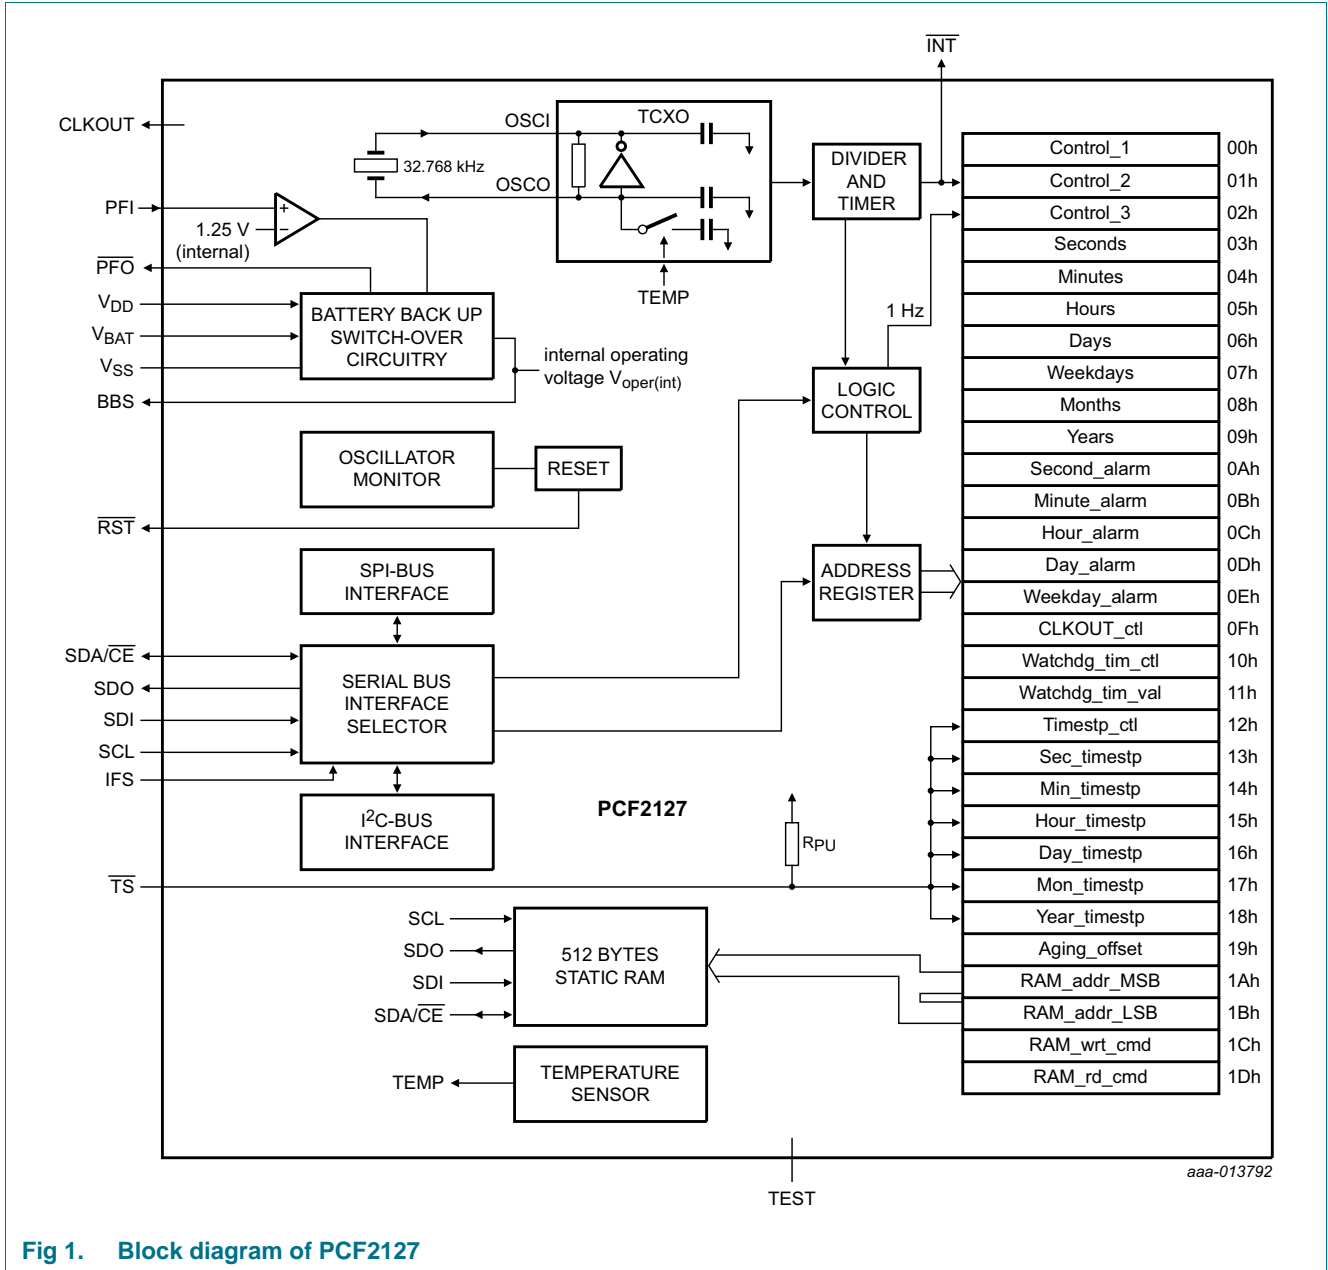 INT
CLKOUT
OSCI
TCXO
32.768 kHz
OSCO
DIVIDER
AND
TIMER
PFI
+
1.25 V
−
(internal)
TEMP
PFO
VDD
VBAT
VSS
BBS
BATTERY BACK UP
SWITCH-OVER
CIRCUITRY
internal operating
voltage Voper(int)
1 Hz
LOGIC
CONTROL
OSCILLATOR
MONITOR
RESET
RST
SPI-BUS
INTERFACE
ADDRESS
REGISTER
SDA/CE
SDO
SDI
SCL
IFS
SERIAL BUS
INTERFACE
SELECTOR
I2C-BUS
INTERFACE
PCF2127
RPU
TS
SCL
SDO
SDI
SDA/CE
512 BYTES
STATIC RAM
TEMP
TEMPERATURE
SENSOR
Control_1 00h
Control_2 01h
Control_3 02h
Seconds 03h
Minutes 04h
Hours 05h
Days 06h
Weekdays 07h
Months 08h
Years 09h
Second_alarm 0Ah
Minute_alarm 0Bh
Hour_alarm 0Ch
Day_alarm 0Dh
Weekday_alarm 0Eh
CLKOUT_ctl 0Fh
Watchdg_tim_ctl 10h
Watchdg_tim_val 11h
Timestp_ctl 12h
Sec_timestp 13h
Min_timestp 14h
Hour_timestp 15h
Day_timestp 16h
Mon_timestp 17h
Year_timestp 18h
Aging_offset 19h
RAM_addr_MSB 1Ah
RAM_addr_LSB 1Bh
RAM_wrt_cmd 1Ch
RAM_rd_cmd 1Dh
TEST
aaa-013792
Fig 1. Block diagram of PCF2127